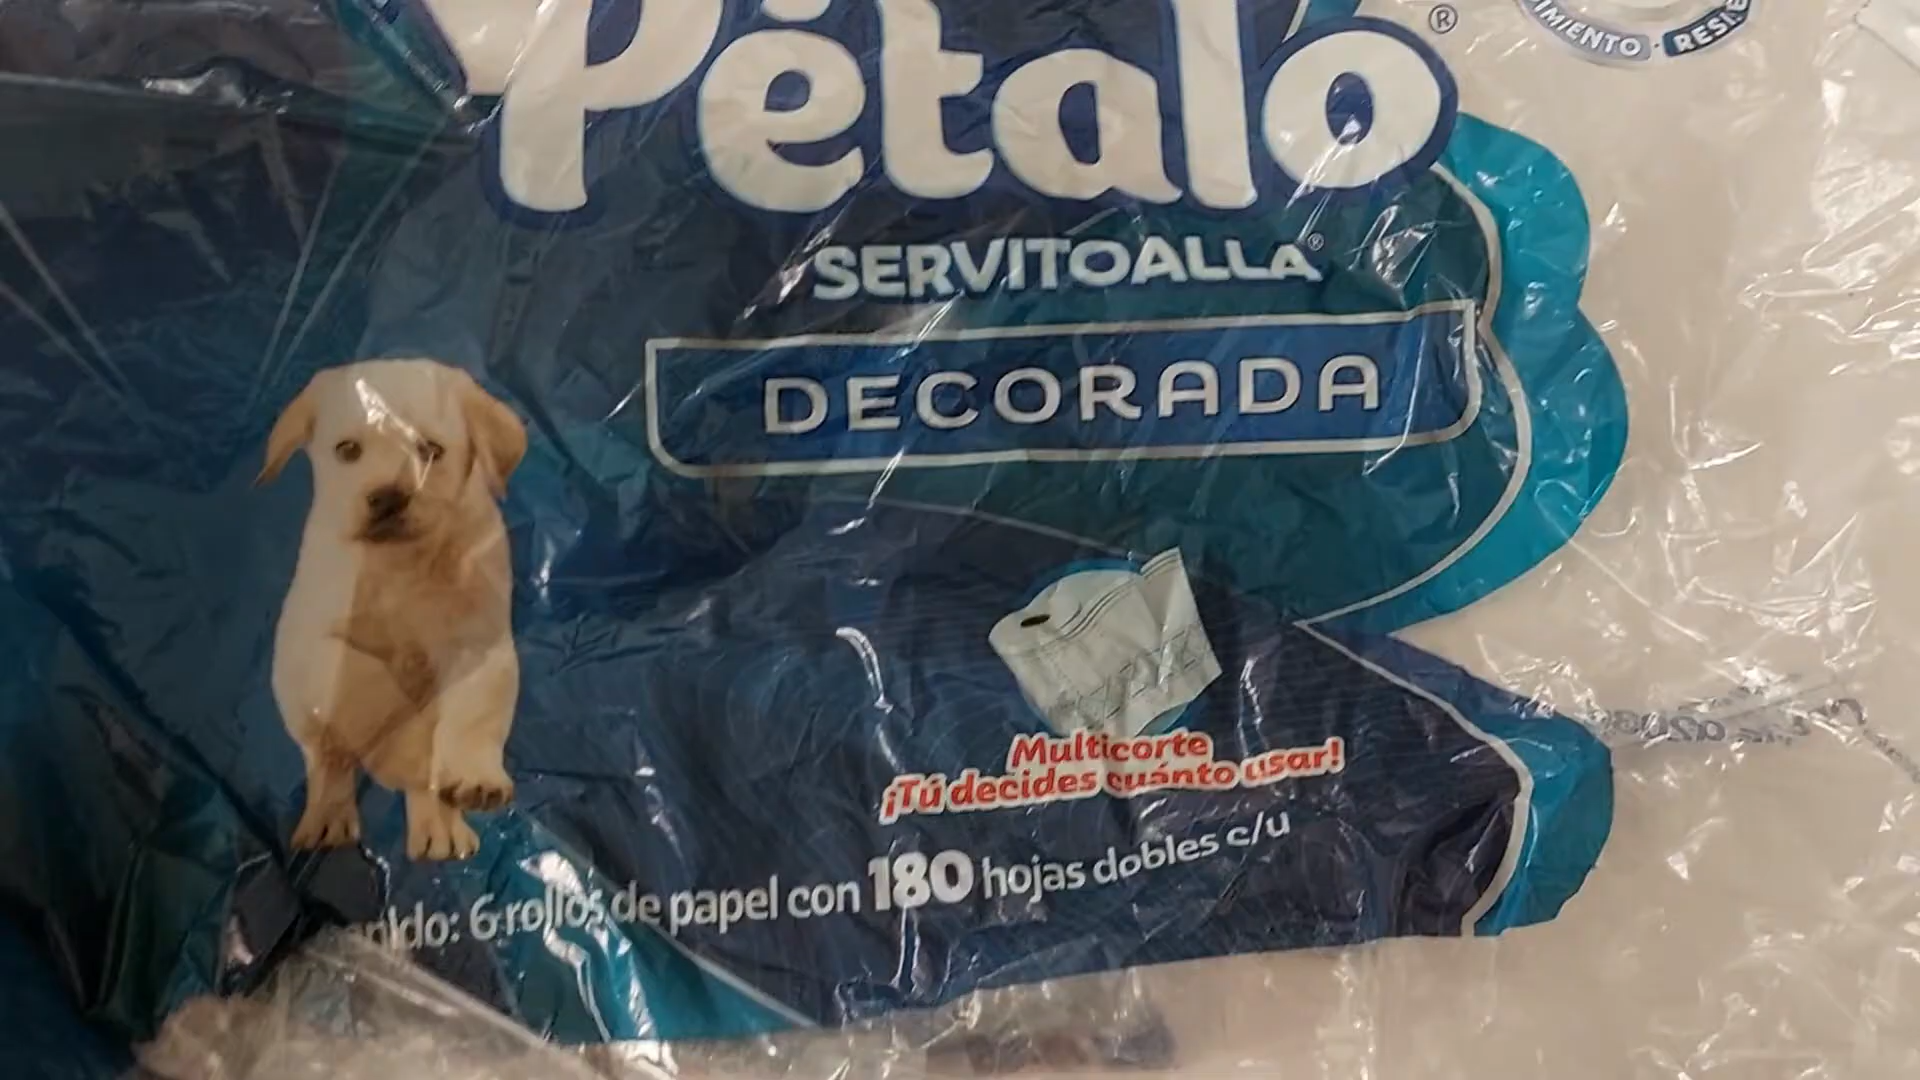 Pétalo®
SERVITOALLA®
DECORADA
Multicorte
¡Tú decides cuánto usar!
6 rollos de papel con 180 hojas dobles c/u